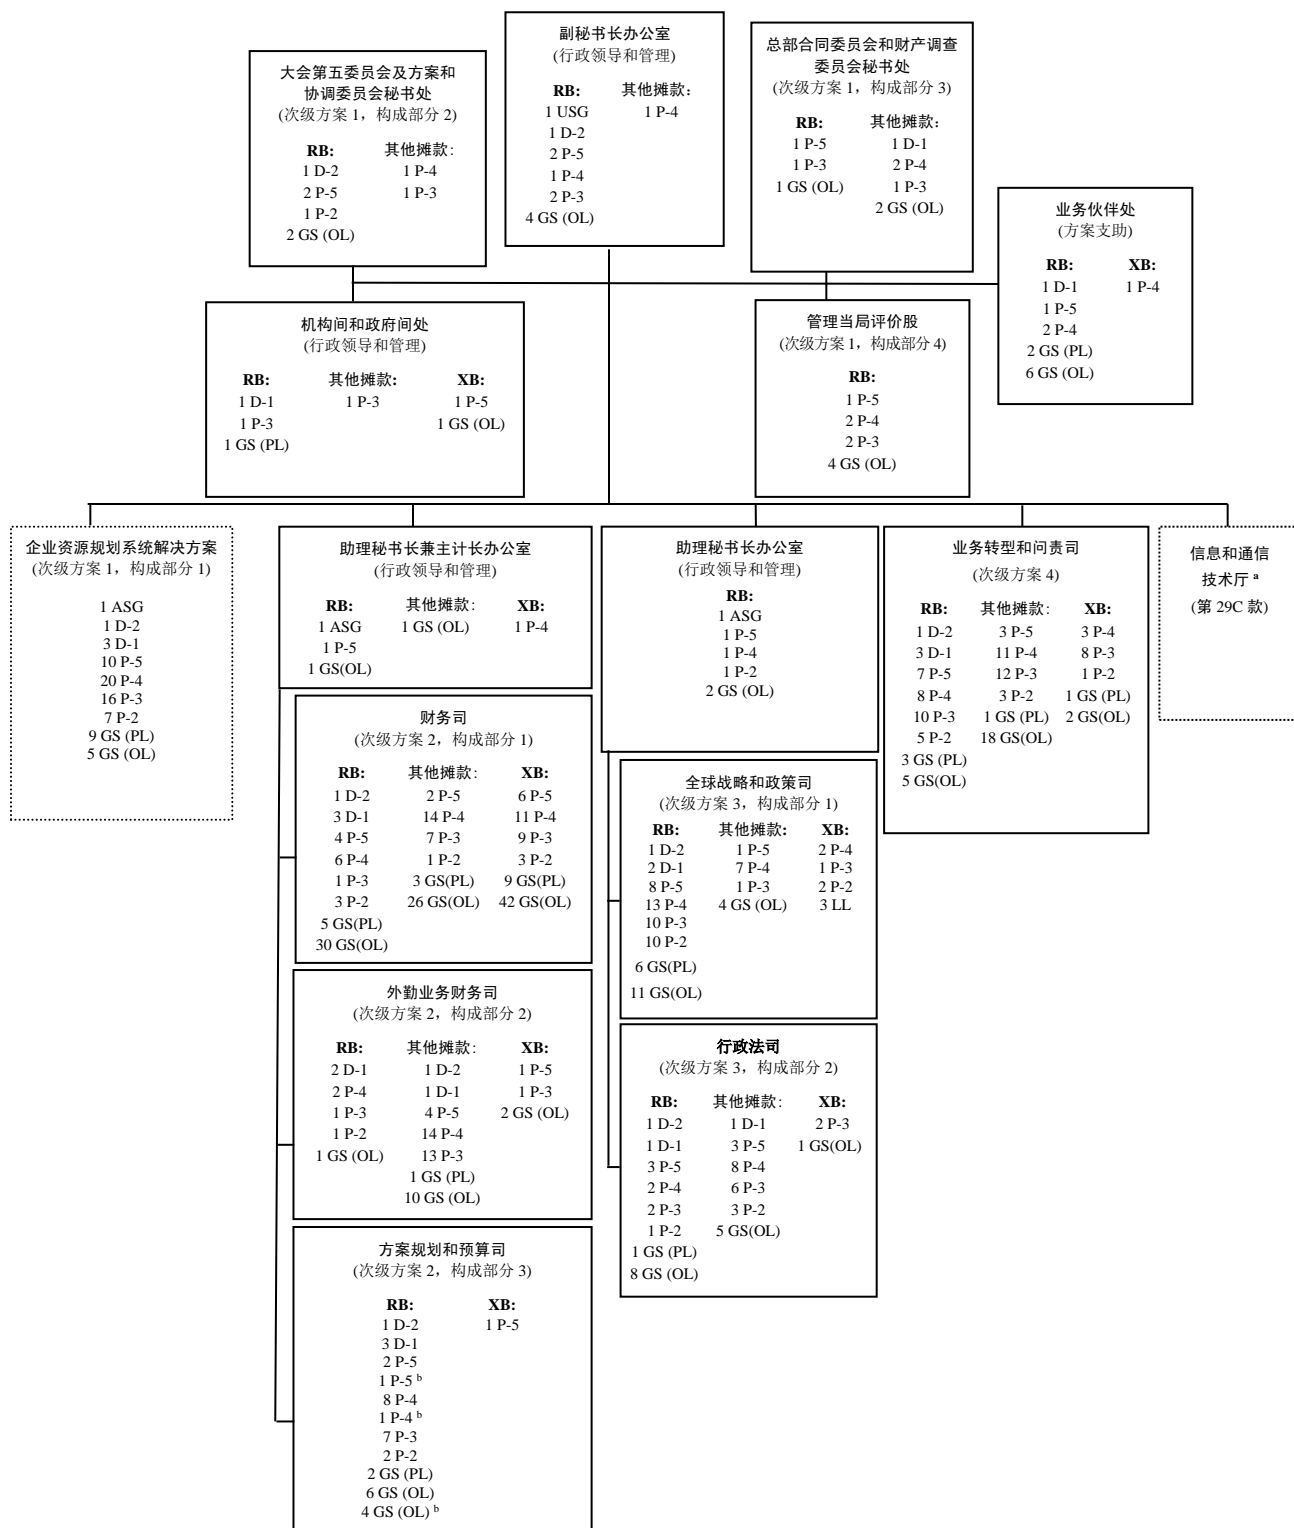 副秘书长办公室
(行政领导和管理)
RB: 其他摊款:
1 USG 1 P-4
1 D-2
2 P-5
1 P-4
2 P-3
4 GS (OL)
大会第五委员会及方案和
协调委员会秘书处
(次级方案 1，构成部分 2)
RB: 其他摊款:
1 D-2 1 P-4
2 P-5 1 P-3
1 P-2
2 GS (OL)
总部合同委员会和财产调查
委员会秘书处
(次级方案 1，构成部分 3)
RB: 其他摊款:
1 P-5 1 D-1
1 P-3 2 P-4
1 GS (OL) 1 P-3
2 GS (OL)
业务伙伴处
(方案支助)
RB: XB:
1 D-1 1 P-4
1 P-5
2 P-4
2 GS (PL)
6 GS (OL)
机构间和政府间处
(行政领导和管理)
RB: 其他摊款: XB:
1 D-1 1 P-3 1 P-5
1 P-3 1 GS (OL)
1 GS (PL)
管理当局评价股
(次级方案 1，构成部分 4)
RB:
1 P-5
2 P-4
2 P-3
4 GS (OL)
企业资源规划系统解决方案
(次级方案 1，构成部分 1)
1 ASG
1 D-2
3 D-1
10 P-5
20 P-4
16 P-3
7 P-2
9 GS (PL)
5 GS (OL)
助理秘书长兼主计长办公室
(行政领导和管理)
RB: 其他摊款: XB:
1 ASG 1 GS (OL) 1 P-4
1 P-5
1 GS(OL)
财务司
(次级方案 2，构成部分 1)
RB: 其他摊款: XB:
1 D-2 2 P-5 6 P-5
3 D-1 14 P-4 11 P-4
4 P-5 7 P-3 9 P-3
6 P-4 1 P-2 3 P-2
1 P-3 3 GS(PL) 9 GS(PL)
3 P-2 26 GS(OL) 42 GS(OL)
5 GS(PL)
30 GS(OL)
外勤业务财务司
(次级方案 2，构成部分 2)
RB: 其他摊款: XB:
2 D-1 1 D-2 1 P-5
2 P-4 1 D-1 1 P-3
1 P-3 4 P-5 2 GS (OL)
1 P-2 14 P-4
1 GS (OL) 13 P-3
1 GS (PL)
10 GS (OL)
方案规划和预算司
(次级方案 2，构成部分 3)
RB: XB:
1 D-2 1 P-5
3 D-1
2 P-5
1 P-5 b
8 P-4
1 P-4 b
7 P-3
2 P-2
2 GS (PL)
6 GS (OL)
4 GS (OL) b
助理秘书长办公室
(行政领导和管理)
RB:
1 ASG
1 P-5
1 P-4
1 P-2
2 GS (OL)
全球战略和政策司
(次级方案 3，构成部分 1)
RB: 其他摊款: XB:
1 D-2 1 P-5 2 P-4
2 D-1 7 P-4 1 P-3
8 P-5 1 P-3 2 P-2
13 P-4 4 GS (OL) 3 LL
10 P-3
10 P-2
6 GS(PL)
11 GS(OL)
行政法司
(次级方案 3，构成部分 2)
RB: 其他摊款: XB:
1 D-2 1 D-1 2 P-3
1 D-1 3 P-5 1 GS(OL)
3 P-5 8 P-4
2 P-4 6 P-3
2 P-3 3 P-2
1 P-2 5 GS(OL)
1 GS (PL)
8 GS (OL)
业务转型和问责司
(次级方案 4)
RB: 其他摊款: XB:
1 D-2 3 P-5 3 P-4
3 D-1 11 P-4 8 P-3
7 P-5 12 P-3 1 P-2
8 P-4 3 P-2 1 GS (PL)
10 P-3 1 GS (PL) 2 GS(OL)
5 P-2 18 GS(OL)
3 GS (PL)
5 GS(OL)
信息和通信
技术厅 a
(第 29C 款)